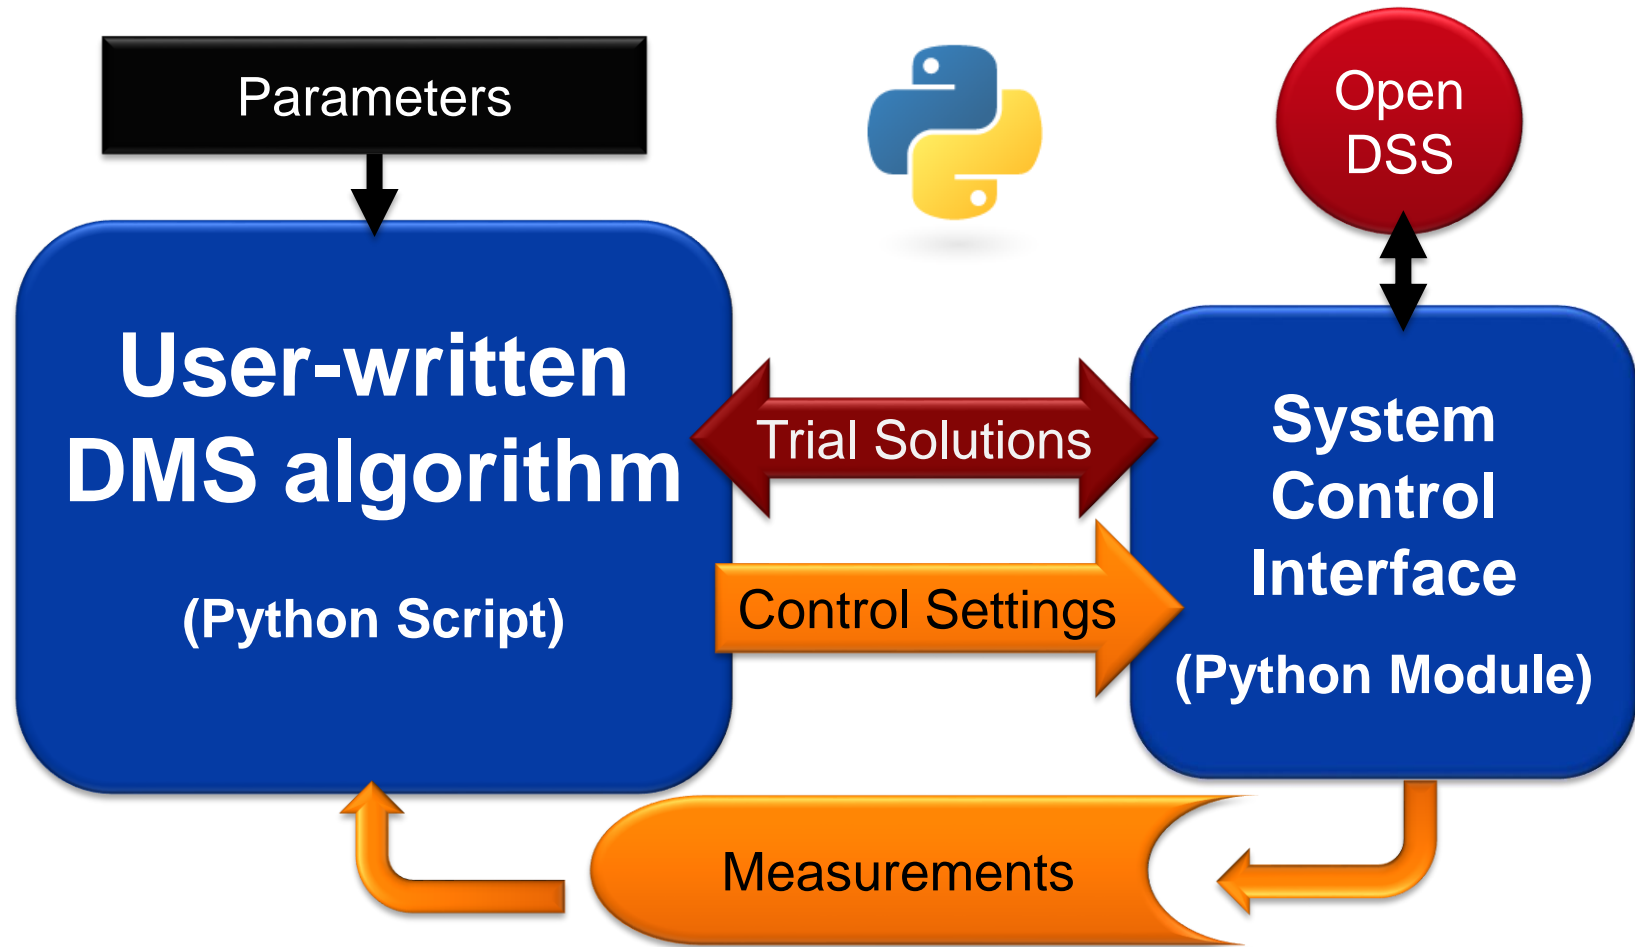 Parameters
Open
DSS
User-written
DMS algorithm
(Python Script)
Trial Solutions
Control Settings
System
Control
Interface
(Python Module)
Measurements